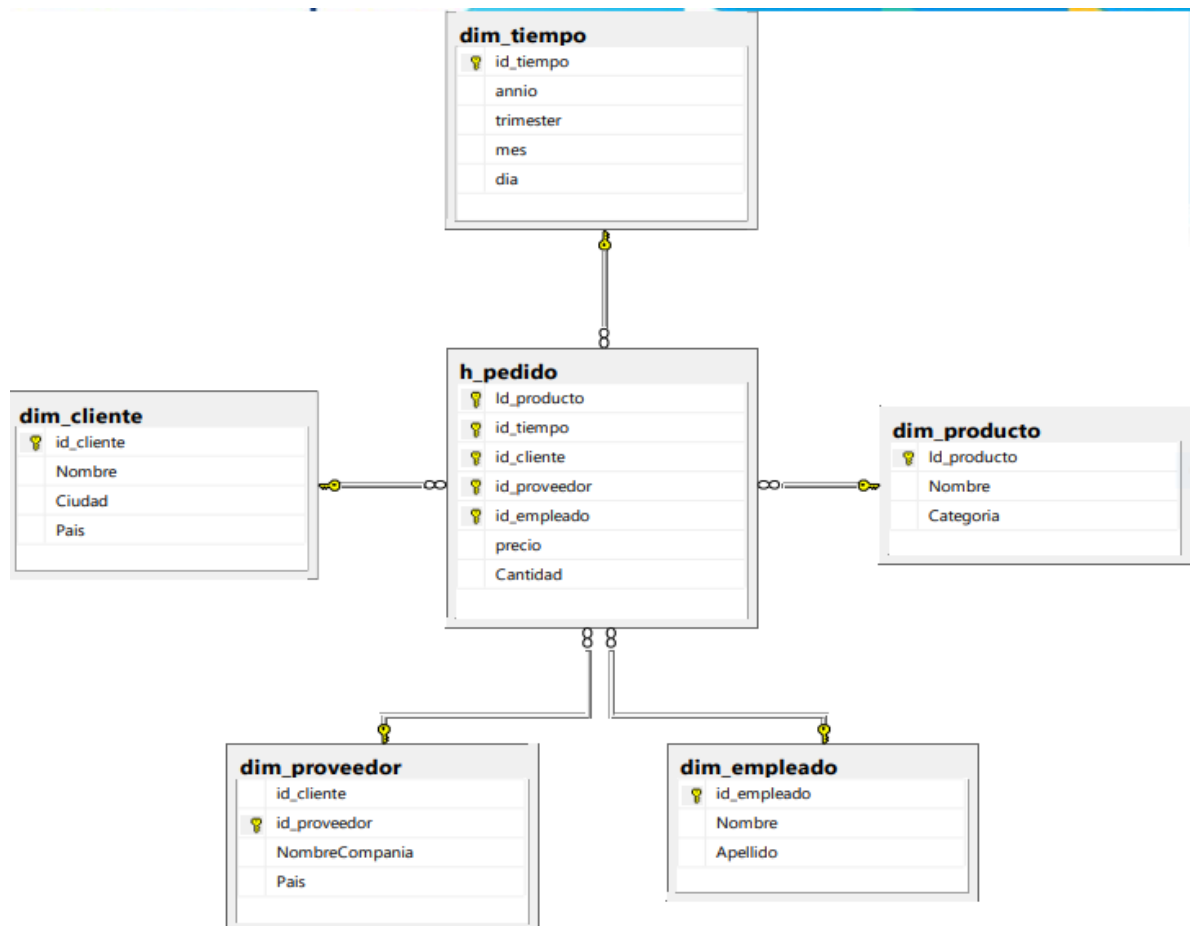 dim_tiempo
id_tiempo
annio
trimester
mes
dia
h_pedido
Id_producto
id_tiempo
id_cliente
id_proveedor
id_empleado
precio
Cantidad
dim_cliente
id_cliente
Nombre
Ciudad
Pais
dim_producto
Id_producto
Nombre
Categoria
dim_proveedor
id_cliente
id_proveedor
NombreCompania
Pais
dim_empleado
id_empleado
Nombre
Apellido